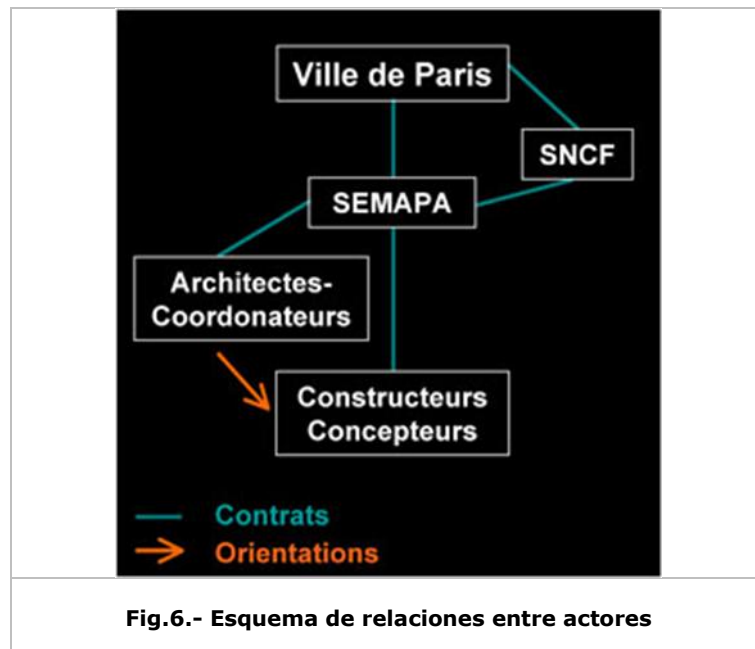 Ville de Paris
SNCF
SEMAPA
Architectes-
Coordonateurs
Constructeurs
Concepteurs
Contrats
Orientations
Fig.6.- Esquema de relaciones entre actores